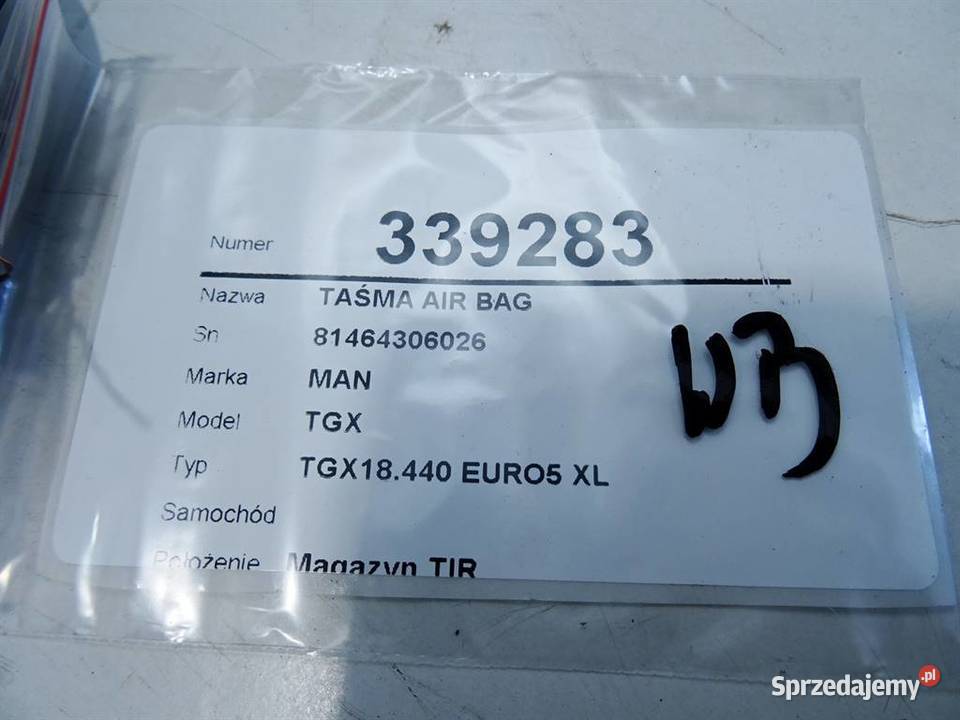 Numer 339283
Nazwa TAŚMA AIR BAG
Sn 81464306026
Marka MAN
Model TGX
Typ TGX18.440 EURO5 XL
Samochód
Położenie Magazyn TIR
Sprzedajemy.pl